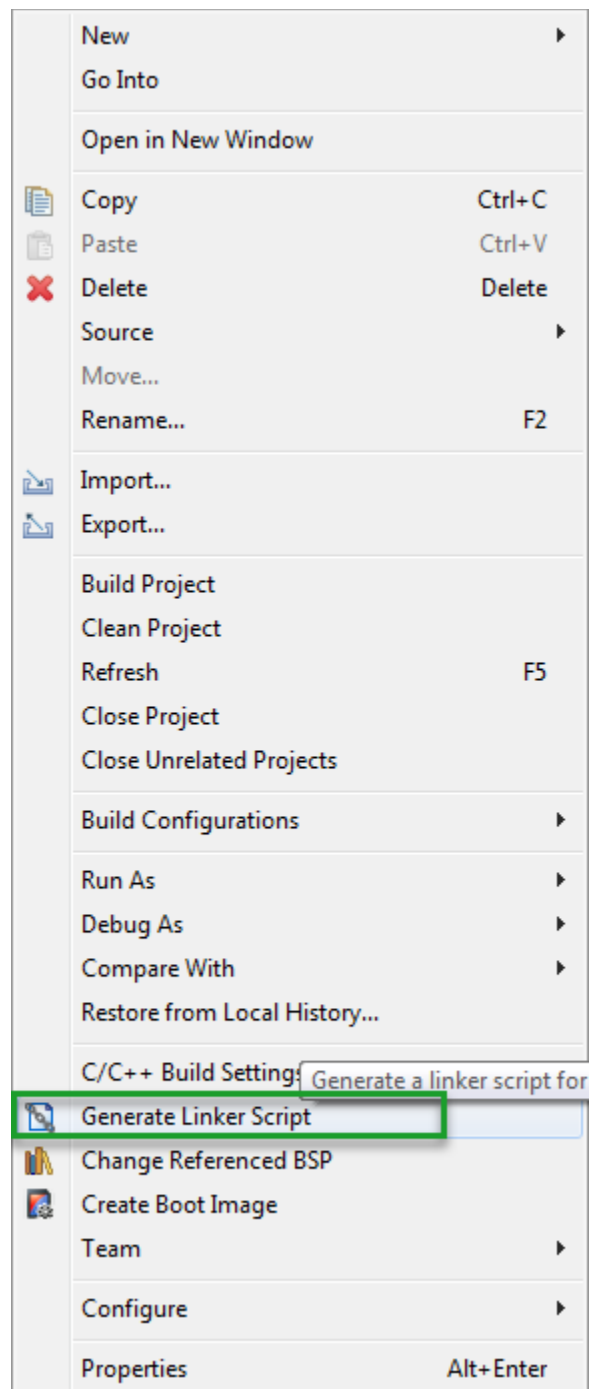 New
Go Into
Open in New Window
Copy Ctrl+C
Paste Ctrl+V
Delete Delete
Source
Move...
Rename... F2
Import...
Export...
Build Project
Clean Project
Refresh F5
Close Project
Close Unrelated Projects
Build Configurations
Run As
Debug As
Compare With
Restore from Local History...
C/C++ Build Settings
Generate a linker script for
Generate Linker Script
Change Referenced BSP
Create Boot Image
Team
Configure
Properties Alt+Enter